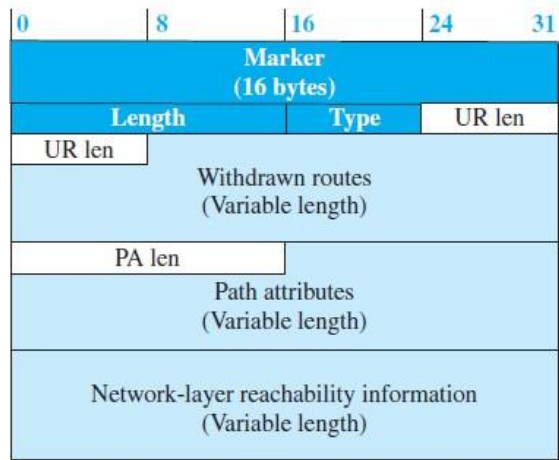 0 8 16 24 31
Marker
(16 bytes)
Length Type UR len
UR len
Withdrawn routes
(Variable length)
PA len
Path attributes
(Variable length)
Network-layer reachability information
(Variable length)